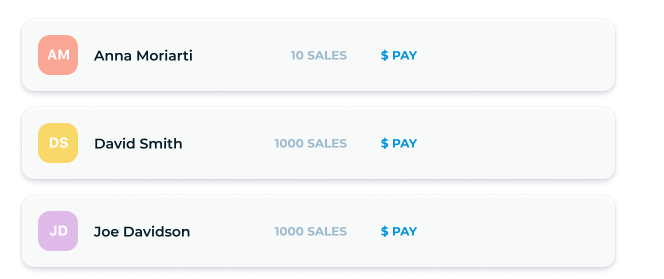 AM Anna Moriarti 10 SALES $ PAY
DS David Smith 1000 SALES $ PAY
JD Joe Davidson 1000 SALES $ PAY